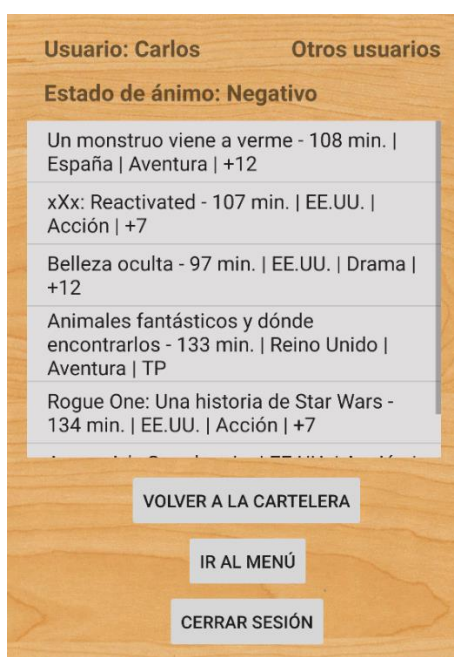 Usuario: Carlos Otros usuarios
Estado de ánimo: Negativo
Un monstruo viene a verme - 108 min. |
España | Aventura | +12
xXx: Reactivated - 107 min. | EE.UU. |
Acción | +7
Belleza oculta - 97 min. | EE.UU. | Drama |
+12
Animales fantásticos y dónde
encontrarlos - 133 min. | Reino Unido |
Aventura | TP
Rogue One: Una historia de Star Wars -
134 min. | EE.UU. | Acción | +7
VOLVER A LA CARTELERA
IR AL MENÚ
CERRAR SESIÓN